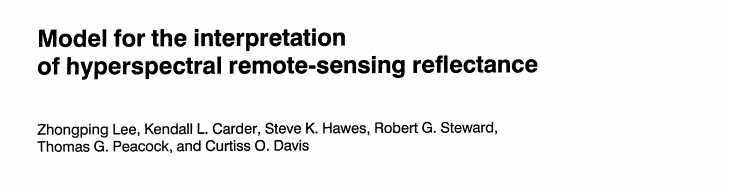 Model for the interpretation
of hyperspectral remote-sensing reflectance
Zhongping Lee, Kendall L. Carder, Steve K. Hawes, Robert G. Steward,
Thomas G. Peacock, and Curtiss O. Davis